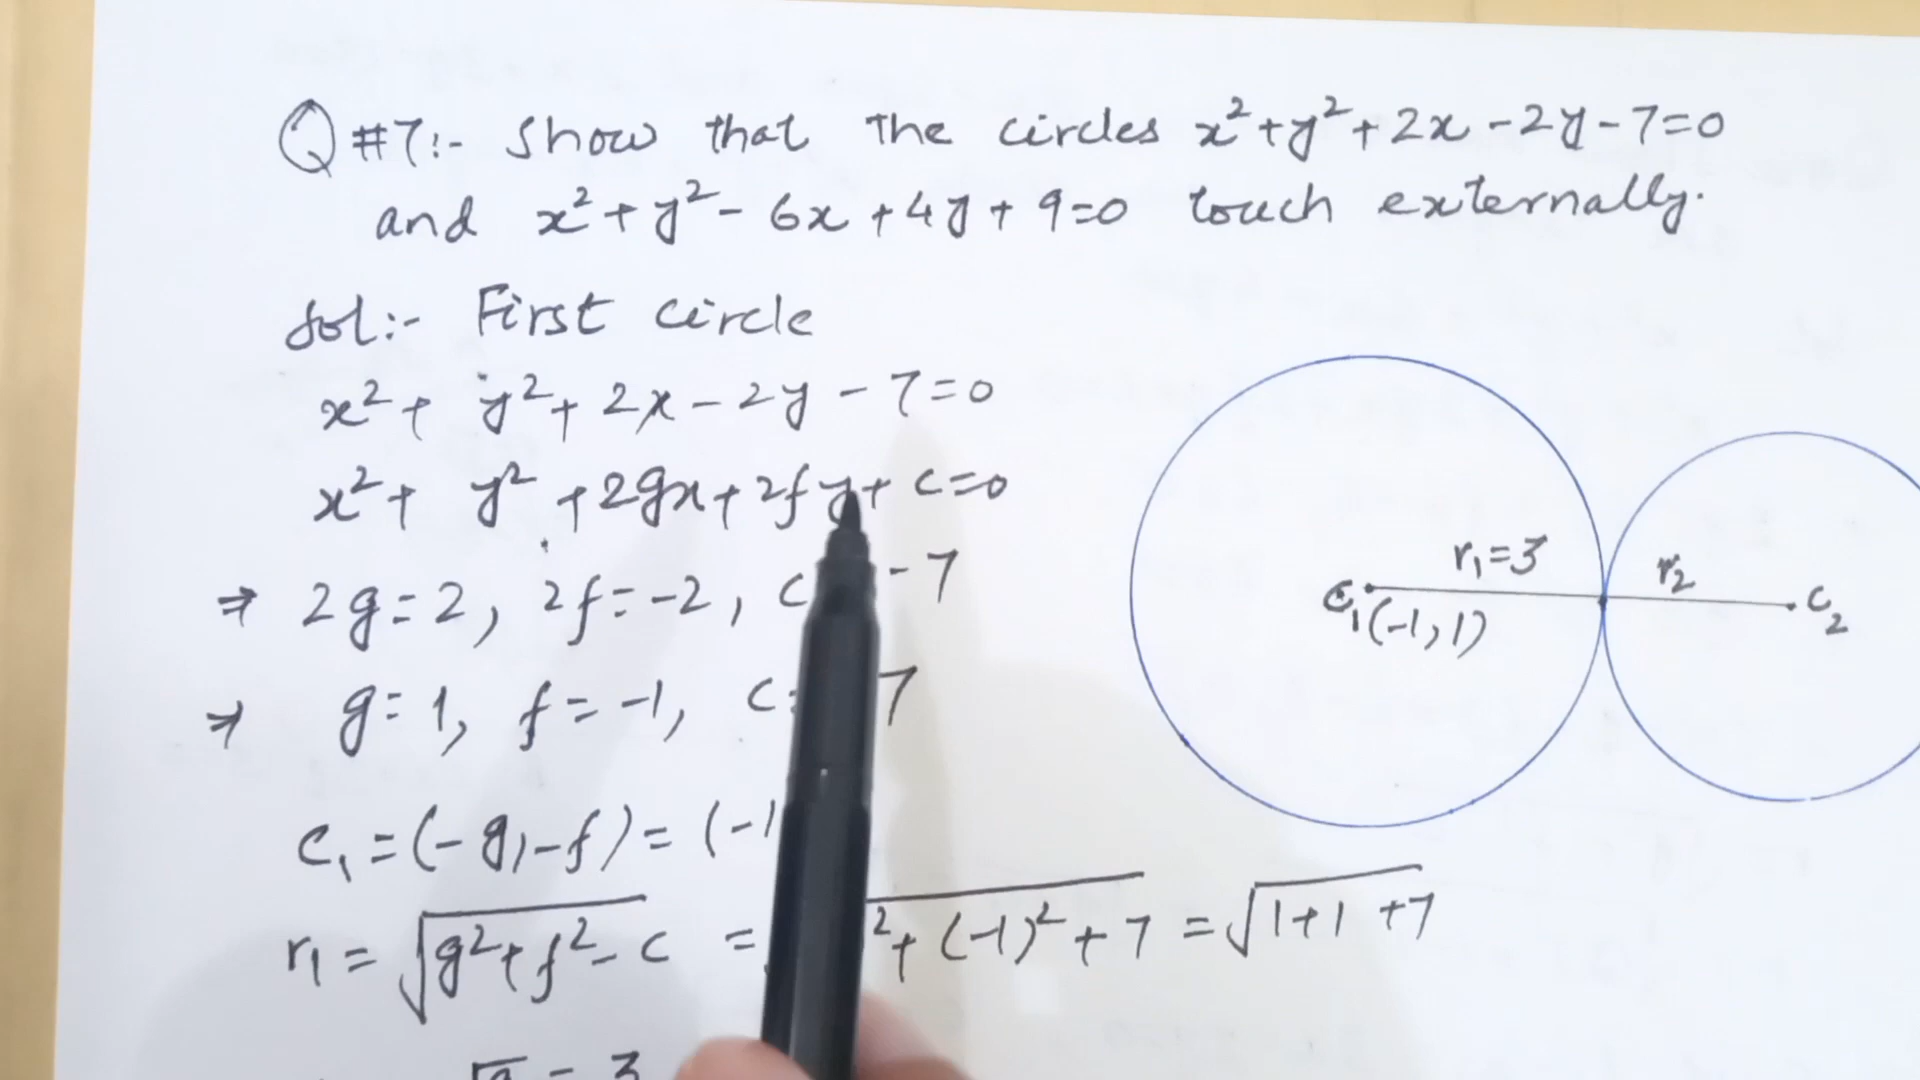 Q #7:- Show that the circles x²+y²+2x-2y-7=0
and x²+y²-6x+4y+9=0 touch externally.
Sol:- First circle
x²+ y²+2x-2y-7=0
x²+ y²+2gx+2fy+c=0
⇒ 2g=2, 2f=-2, c -7
⇒ g=1, f=-1, c= 7
C₁=(-g,-f)=(-1
r₁=√g²+f²-c = ²+(-1)²+7 =√1+1+7
- 3
r₁=3
r₂
C₁(-1,1)
C₂